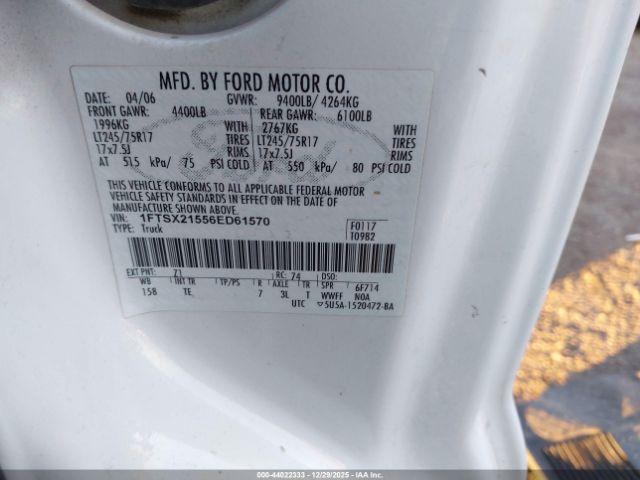 MFD. BY FORD MOTOR CO.
DATE: 04/06 GVWR: 9400LB/ 4264KG
FRONT GAWR: 4400LB REAR GAWR: 6100LB
1996KG WITH 2767KG WITH
LT245/75R17 TIRES LT245/75R17 TIRES
17x7.5J RIMS 17x7.5J RIMS
AT 515 kPa/ 75 PSI COLD AT 550 kPa/ 80 PSI COLD
THIS VEHICLE CONFORMS TO ALL APPLICABLE FEDERAL MOTOR
VEHICLE SAFETY STANDARDS IN EFFECT ON THE DATE OF
MANUFACTURE SHOWN ABOVE.
VIN: 1FTSX21556ED61570 F0117
TYPE: Truck T0982
EXT PNT: Z1 RC: 74 DSO:
WB INT TR TP/PS R AXLE TR SPR 6F714
158 TE 7 3L T WWFF NOA
UTC 5U5A-1520472-BA
000-44022333 - 12/29/2025 - IAAI.COM